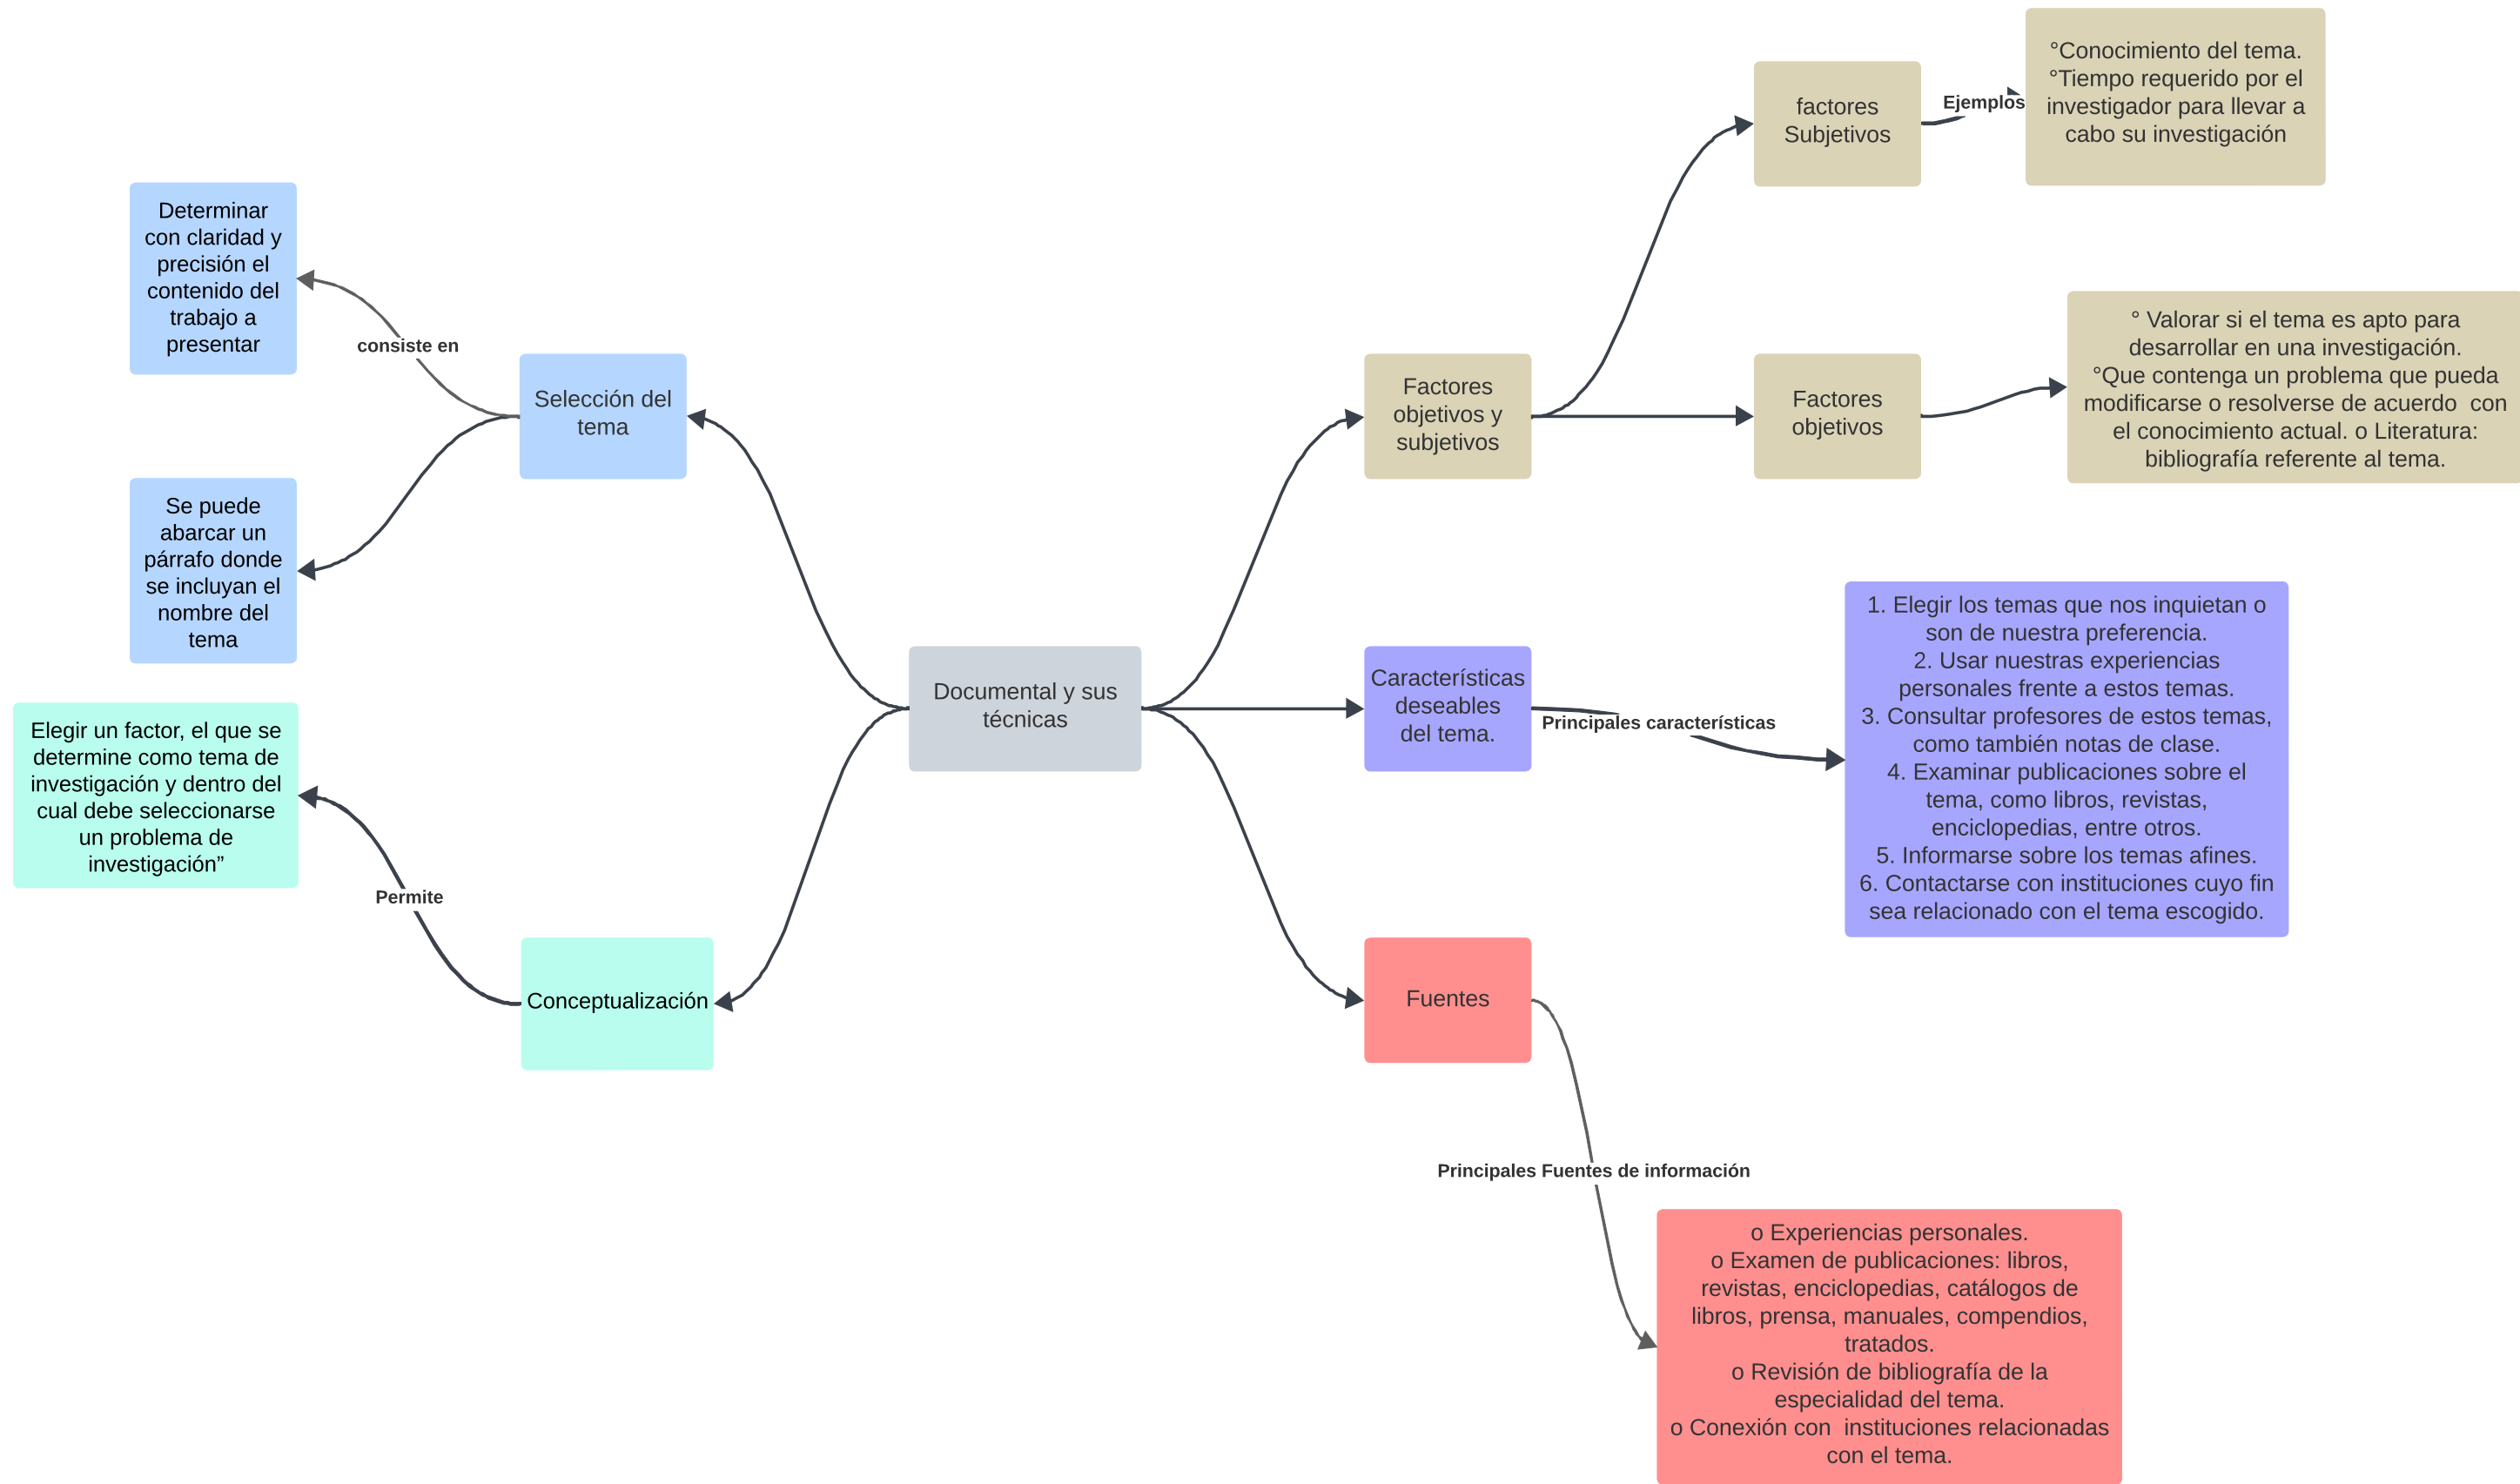 Documental y sus
técnicas
Selección del
tema
consiste en
Determinar
con claridad y
precisión el
contenido del
trabajo a
presentar
Se puede
abarcar un
párrafo donde
se incluyan el
nombre del
tema
Conceptualización
Permite
Elegir un factor, el que se
determine como tema de
investigación y dentro del
cual debe seleccionarse
un problema de
investigación”
Factores
objetivos y
subjetivos
factores
Subjetivos
Ejemplos
°Conocimiento del tema.
°Tiempo requerido por el
investigador para llevar a
cabo su investigación
Factores
objetivos
° Valorar si el tema es apto para
desarrollar en una investigación.
°Que contenga un problema que pueda
modificarse o resolverse de acuerdo  con
el conocimiento actual. o Literatura:
bibliografía referente al tema.
Características
deseables
del tema.
Principales características
1. Elegir los temas que nos inquietan o
son de nuestra preferencia.
2. Usar nuestras experiencias
personales frente a estos temas.
3. Consultar profesores de estos temas,
como también notas de clase.
4. Examinar publicaciones sobre el
tema, como libros, revistas,
enciclopedias, entre otros.
5. Informarse sobre los temas afines.
6. Contactarse con instituciones cuyo fin
sea relacionado con el tema escogido.
Fuentes
Principales Fuentes de información
o Experiencias personales.
o Examen de publicaciones: libros,
revistas, enciclopedias, catálogos de
libros, prensa, manuales, compendios,
tratados.
o Revisión de bibliografía de la
especialidad del tema.
o Conexión con  instituciones relacionadas
con el tema.